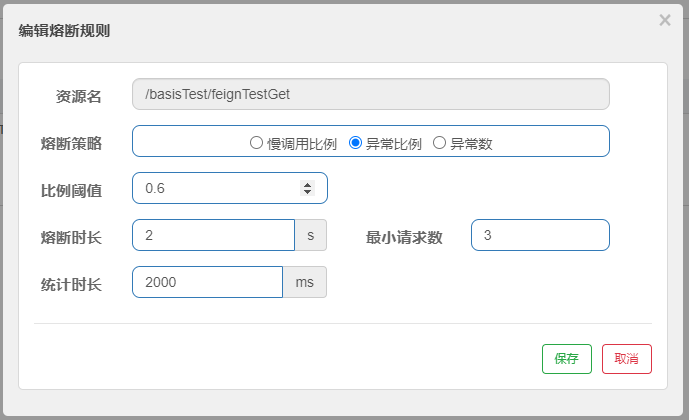 编辑熔断规则
×
资源名 /basisTest/feignTestGet
熔断策略 慢调用比例 异常比例 异常数
比例阈值 0.6
熔断时长 2 s 最小请求数 3
统计时长 2000 ms
保存 取消